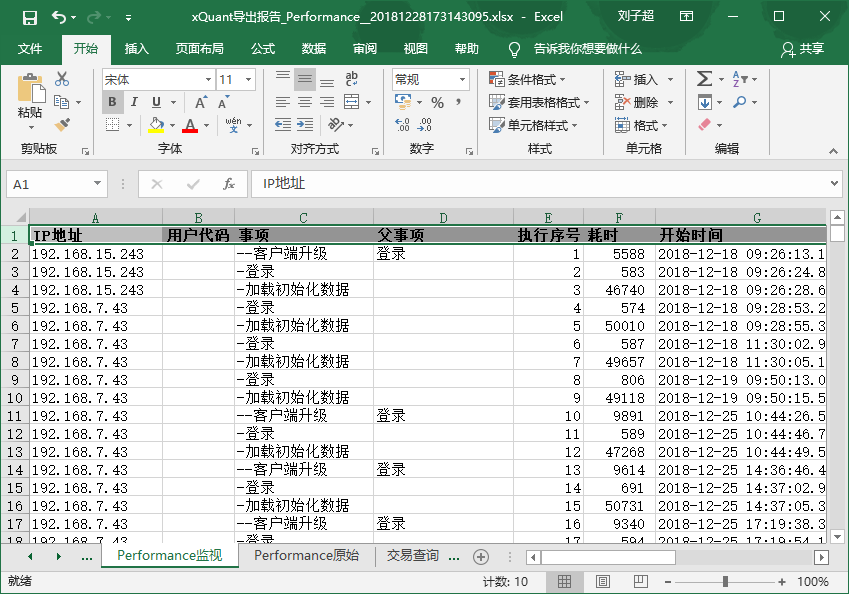 xQuant导出报告_Performance__20181228173143095.xlsx - Excel 刘子超
文件 开始 插入 页面布局 公式 数据 审阅 视图 帮助 告诉我你想要做什么 共享
粘贴 宋体 11 常规 条件格式 插入
B I U A A % , 套用表格格式 删除
A wén 文 单元格样式 格式
剪贴板 字体 对齐方式 数字 样式 单元格 编辑
A1 fx IP地址
A B C D E F G
1 IP地址 用户代码 事项 父事项 执行序号 耗时 开始时间
2 192.168.15.243 --客户端升级 登录 1 5588 2018-12-18 09:26:13.1
3 192.168.15.243 -登录 2 583 2018-12-18 09:26:24.8
4 192.168.15.243 -加载初始化数据 3 46740 2018-12-18 09:26:28.6
5 192.168.7.43 -登录 4 574 2018-12-18 09:28:53.2
6 192.168.7.43 -加载初始化数据 5 50010 2018-12-18 09:28:55.3
7 192.168.7.43 -登录 6 587 2018-12-18 11:30:02.9
8 192.168.7.43 -加载初始化数据 7 49657 2018-12-18 11:30:05.1
9 192.168.7.43 -登录 8 806 2018-12-19 09:50:13.0
10 192.168.7.43 -加载初始化数据 9 49118 2018-12-19 09:50:15.5
11 192.168.7.43 --客户端升级 登录 10 9891 2018-12-25 10:44:26.5
12 192.168.7.43 -登录 11 589 2018-12-25 10:44:46.7
13 192.168.7.43 -加载初始化数据 12 47268 2018-12-25 10:44:49.5
14 192.168.7.43 --客户端升级 登录 13 9614 2018-12-25 14:36:46.4
15 192.168.7.43 -登录 14 691 2018-12-25 14:37:02.9
16 192.168.7.43 -加载初始化数据 15 50731 2018-12-25 14:37:05.3
17 192.168.7.43 --客户端升级 登录 16 9340 2018-12-25 17:19:38.3
18 192.168.7.43 -登录 17 594 2018-12-25 17:19:54.1
... Performance监视 Performance原始 交易查询 ...
就绪 计数: 10 100%